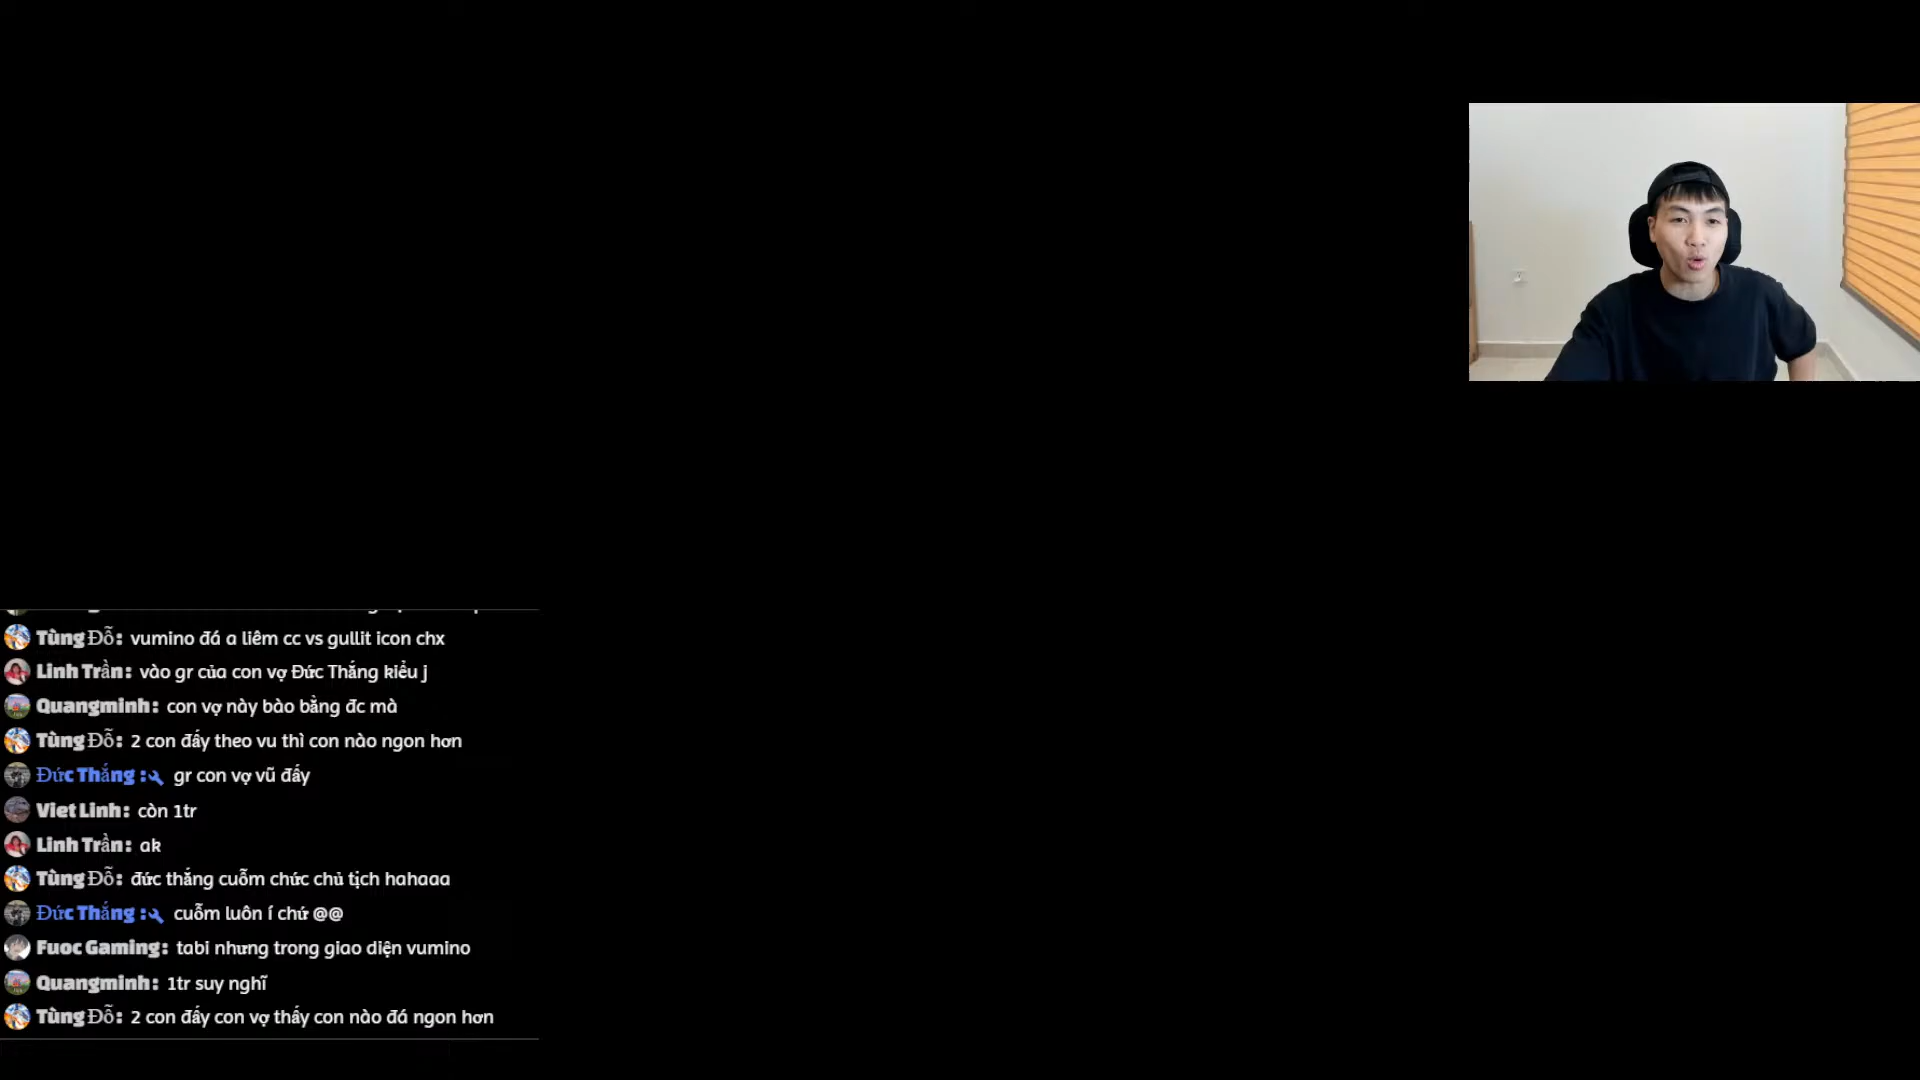 Tùng Đỗ: vumino đá a liêm cc vs gullit icon chx
Linh Trần: vào gr của con vợ Đức Thắng kiểu j
Quangminh: con vợ này bào bằng đc mà
Tùng Đỗ: 2 con đấy theo vu thì con nào ngon hơn
Đức Thắng : gr con vợ vũ đấy
Viet Linh: còn 1tr
Linh Trần: ak
Tùng Đỗ: đức thắng cuỗm chức chủ tịch hahaaa
Đức Thắng : cuỗm luôn í chứ @@
Fuoc Gaming: tabi nhưng trong giao diện vumino
Quangminh: 1tr suy nghĩ
Tùng Đỗ: 2 con đấy con vợ thấy con nào đá ngon hơn